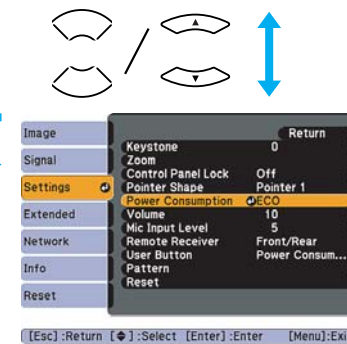 Return
Image
Keystone 0
Zoom
Signal
Control Panel Lock Off
Settings
Pointer Shape Pointer 1
Power Consumption ECO
Extended
Volume 10
Mic Input Level 5
Network
Remote Receiver Front/Rear
User Button Power Consum...
Info
Pattern
Reset
Reset
[Esc] :Return [ ] :Select [Enter] :Enter [Menu]:Exi